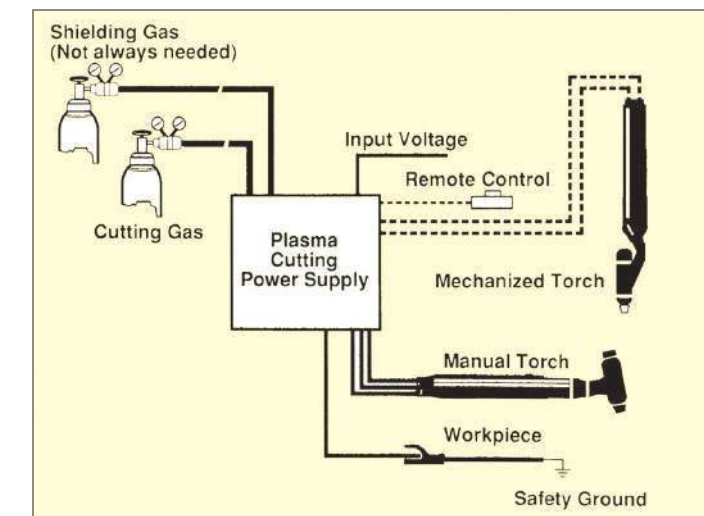 Shielding Gas
(Not always needed)
Input Voltage
Remote Control
Cutting Gas
Plasma
Cutting
Power Supply
Mechanized Torch
Manual Torch
Workpiece
Safety Ground